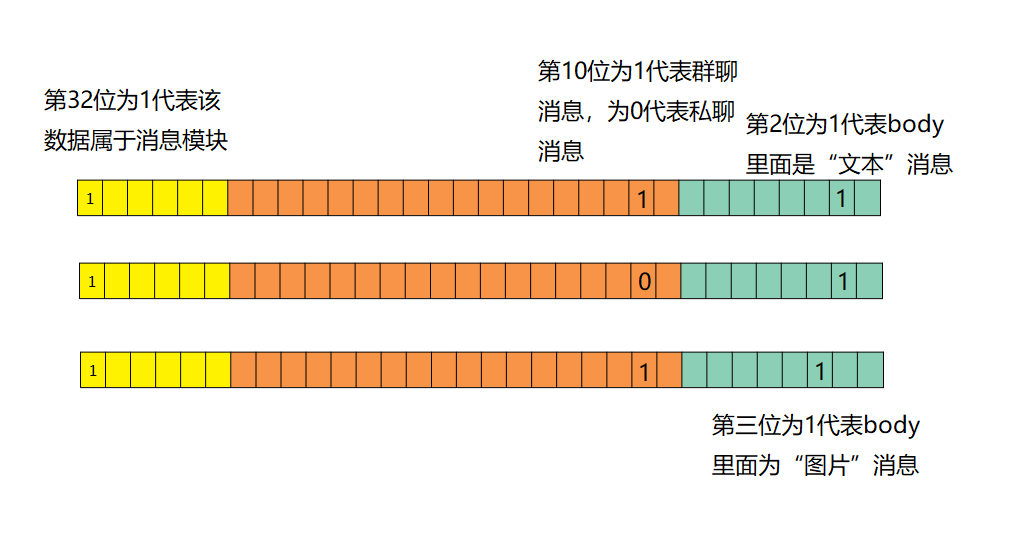 第32位为1代表该
数据属于消息模块
第10位为1代表群聊
消息，为0代表私聊
消息
第2位为1代表body
里面是“文本”消息
1 1 1
1 0 1
1 1 1
第三位为1代表body
里面为“图片”消息